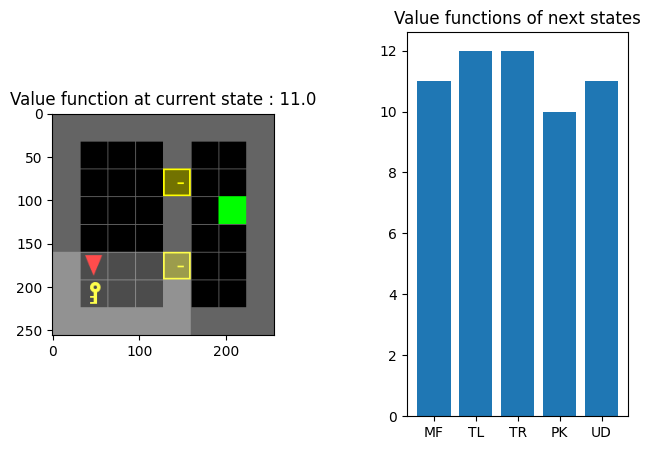 Value functions of next states
Value function at current state : 11.0
0
50
100
150
200
250
0
100
200
12
10
8
6
4
2
0
MF
TL
TR
PK
UD